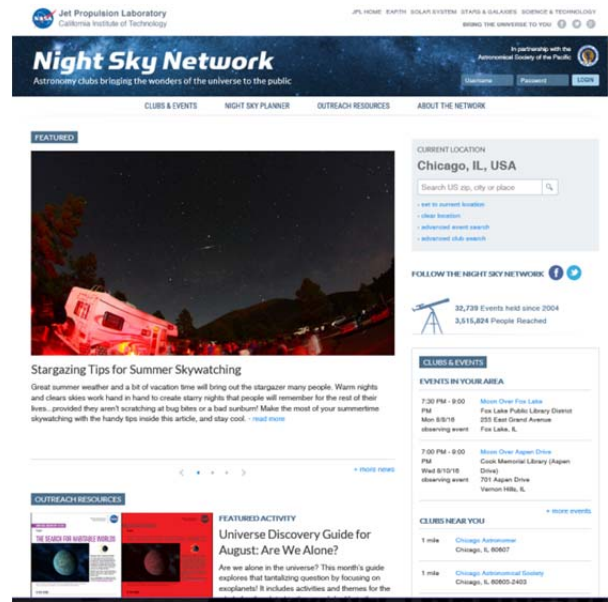 Jet Propulsion Laboratory
California Institute of Technology
JPL HOME EARTH SOLAR SYSTEM STARS & GALAXIES SCIENCE & TECHNOLOGY
BRING THE UNIVERSE TO YOU
NASA
Night Sky Network
Astronomy clubs bringing the wonders of the universe to the public
In partnership with the
Astronomical Society of the Pacific
Username Password LOGIN
CLUBS & EVENTS NIGHT SKY PLANNER OUTREACH RESOURCES ABOUT THE NETWORK
FEATURED
Stargazing Tips for Summer Skywatching
Great summer weather and a bit of vacation time will bring out the stargazer many people. Warm nights
and clears skies work hand in hand to create starry nights that people will remember for the rest of their
lives...provided they aren't scratching at bug bites or a bad sunburn! Make the most of your summertime
skywatching with the handy tips inside this article, and stay cool. - read more
+ more news
OUTREACH RESOURCES
THE SEARCH FOR HABITABLE WORLDS
FEATURED ACTIVITY
Universe Discovery Guide for
August: Are We Alone?
Are we alone in the universe? This month's guide
explores that tantalizing question by focusing on
exoplanets! It includes activities and themes for the
CURRENT LOCATION
Chicago, IL, USA
Search US zip, city or place
› set to current location
› clear location
› advanced event search
› advanced club search
FOLLOW THE NIGHT SKY NETWORK
32,739 Events held since 2004
3,515,824 People Reached
CLUBS & EVENTS
EVENTS IN YOUR AREA
7:30 PM - 9:00 Moon Over Fox Lake
PM Fox Lake Public Library District
Mon 8/8/16 255 East Grand Avenue
observing event Fox Lake, IL
7:00 PM - 9:00 Moon Over Aspen Drive
PM Cook Memorial Library (Aspen
Wed 8/10/16 Drive)
observing event 701 Aspen Drive
Vernon Hills, IL
+ more events
CLUBS NEAR YOU
1 mile Chicago Astronomer
Chicago, IL 60607
1 mile Chicago Astronomical Society
Chicago, IL 60605-2403